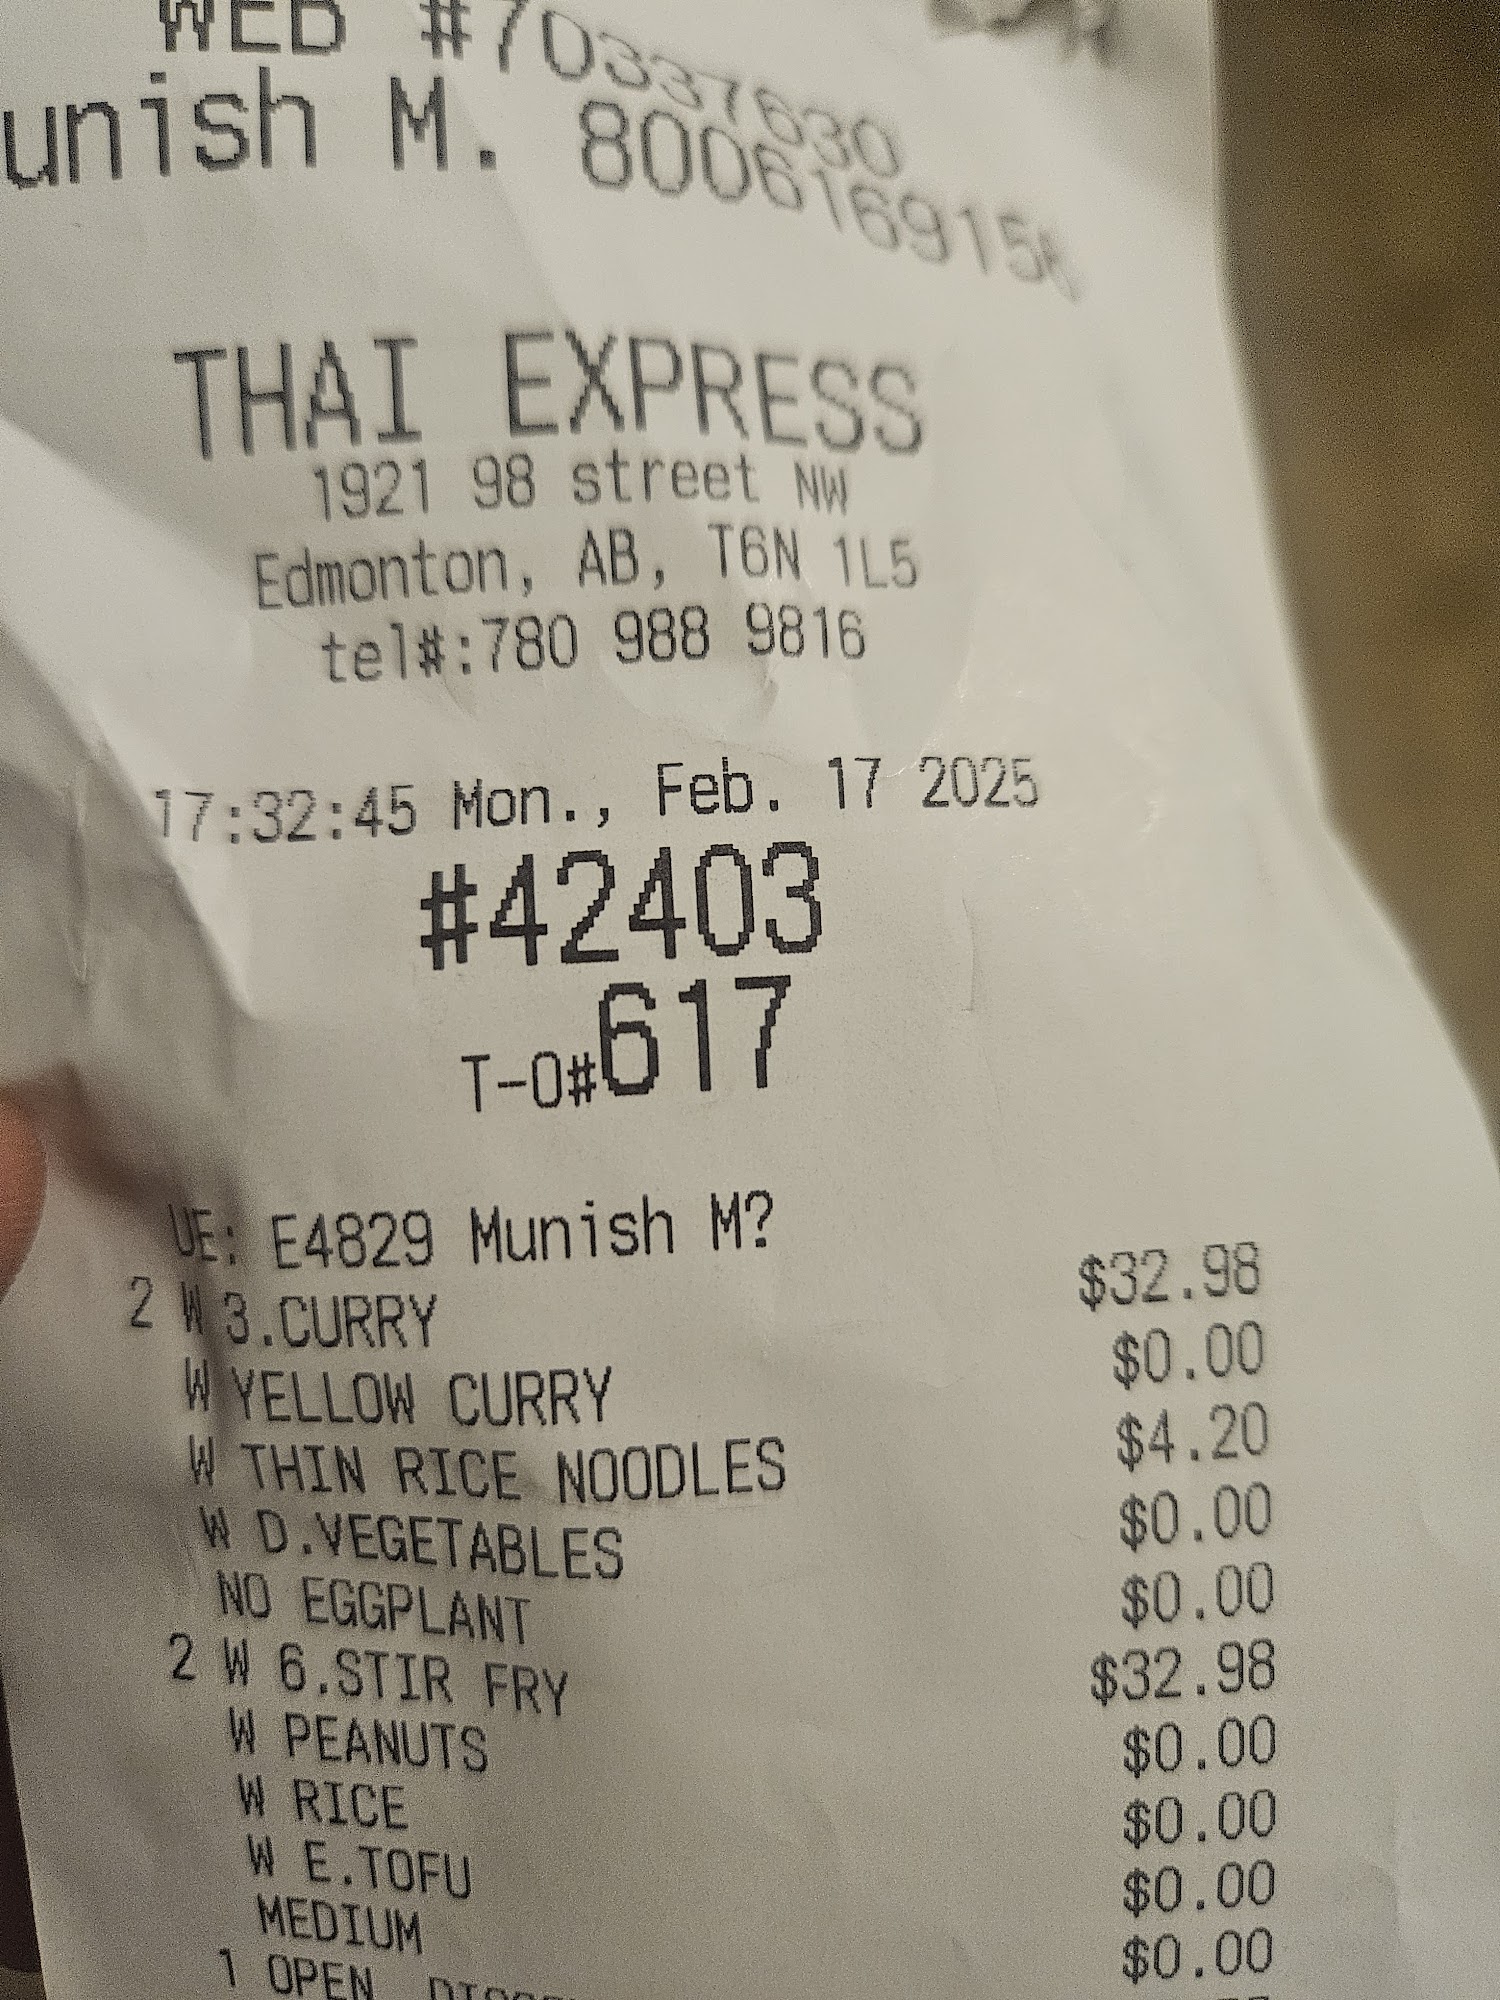 WEB #70337630
unish M. 8006169156
THAI EXPRESS
1921 98 street NW
Edmonton, AB, T6N 1L5
tel#:780 988 9816
17:32:45 Mon., Feb. 17 2025
#42403
T-O#617
UE: E4829 Munish M?
2 W 3.CURRY $32.98
W YELLOW CURRY $0.00
W THIN RICE NOODLES $4.20
W D.VEGETABLES $0.00
NO EGGPLANT $0.00
2 W 6.STIR FRY $32.98
W PEANUTS $0.00
W RICE $0.00
W E.TOFU $0.00
MEDIUM $0.00
1 OPEN